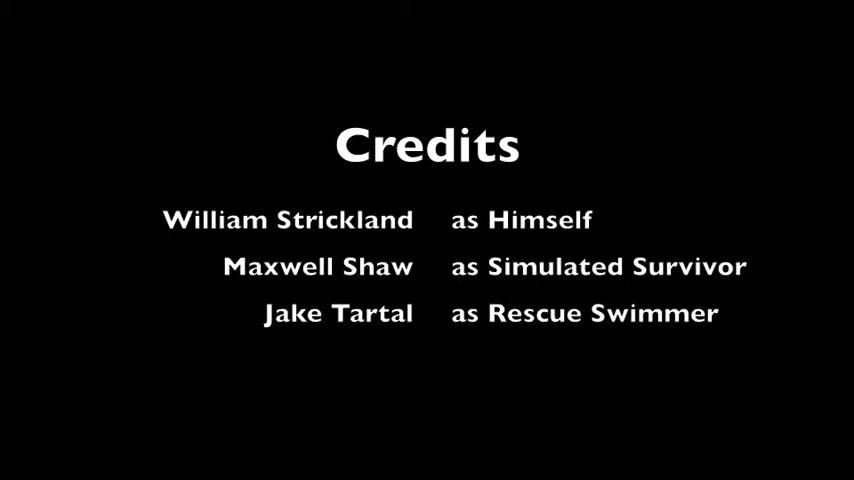 Credits
William Strickland as Himself
Maxwell Shaw as Simulated Survivor
Jake Tartal as Rescue Swimmer